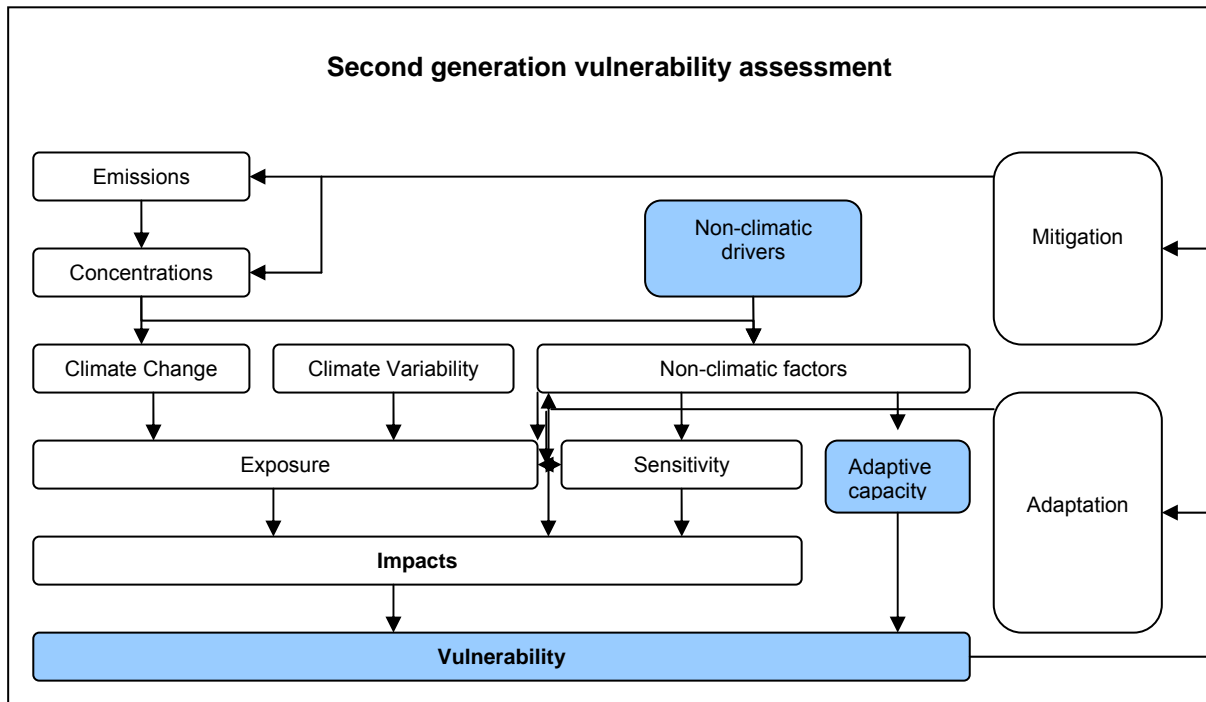 Second generation vulnerability assessment
Emissions
Non-climatic
drivers
Mitigation
Concentrations
Climate Change
Climate Variability
Non-climatic factors
Exposure
Sensitivity
Adaptive
capacity
Adaptation
Impacts
Vulnerability